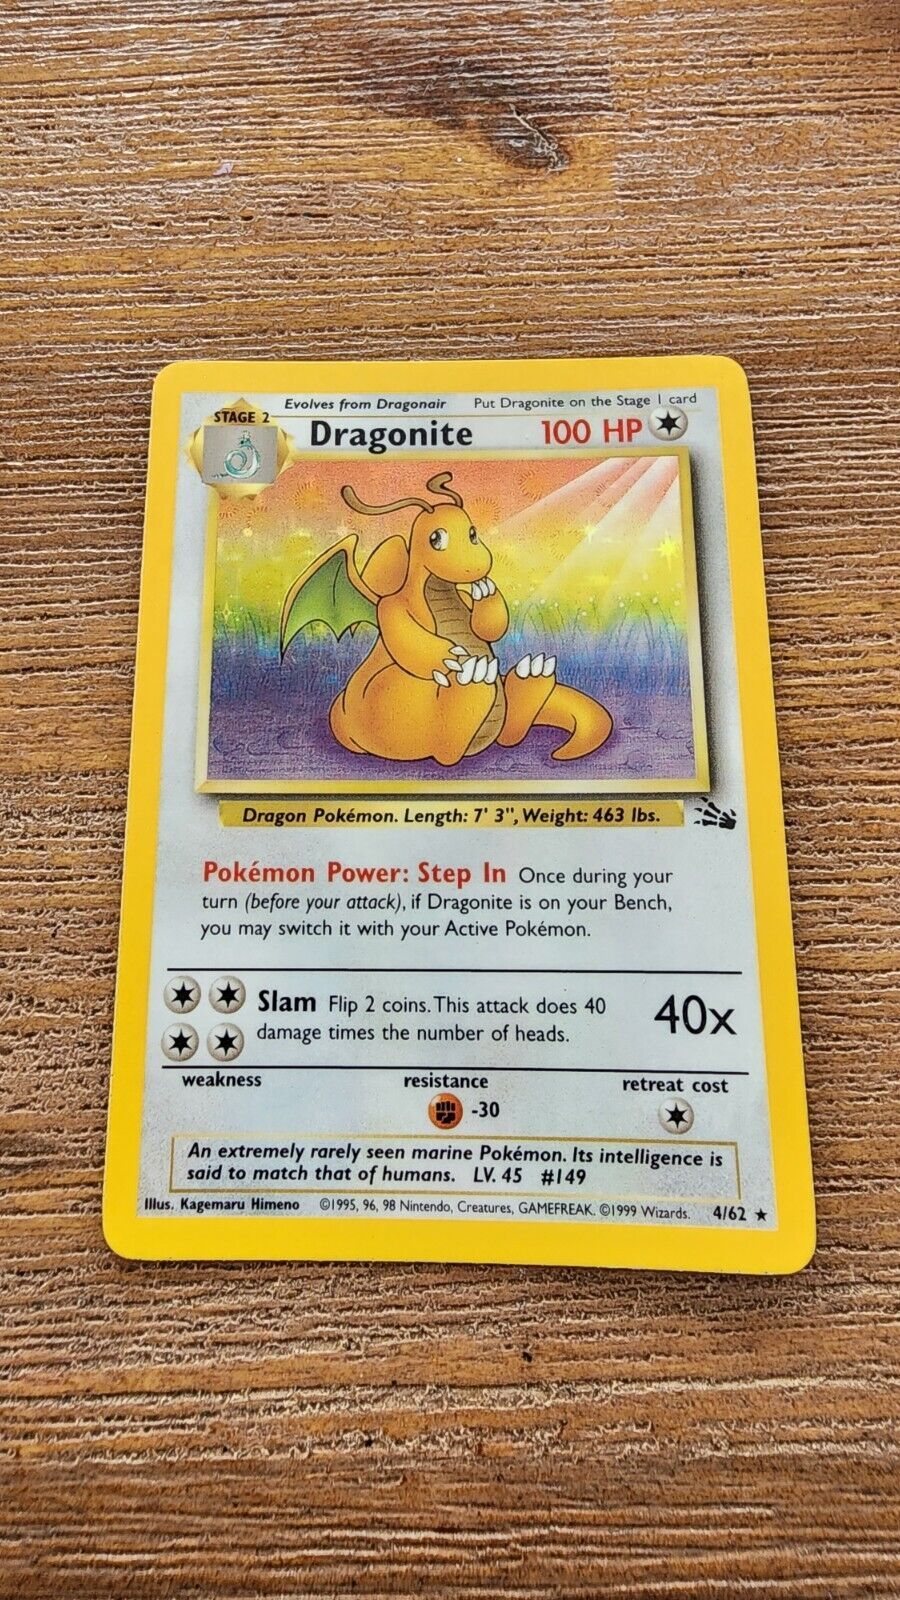 Evolves from Dragonair Put Dragonite on the Stage 1 card
STAGE 2
Dragonite 100 HP
Dragon Pokémon. Length: 7' 3", Weight: 463 lbs.
Pokémon Power: Step In Once during your
turn (before your attack), if Dragonite is on your Bench,
you may switch it with your Active Pokémon.
Slam Flip 2 coins. This attack does 40
damage times the number of heads.
40x
weakness resistance retreat cost
-30
An extremely rarely seen marine Pokémon. Its intelligence is
said to match that of humans. LV. 45 #149
Illus. Kagemaru Himeno ©1995, 96, 98 Nintendo, Creatures, GAMEFREAK. ©1999 Wizards. 4/62 ★